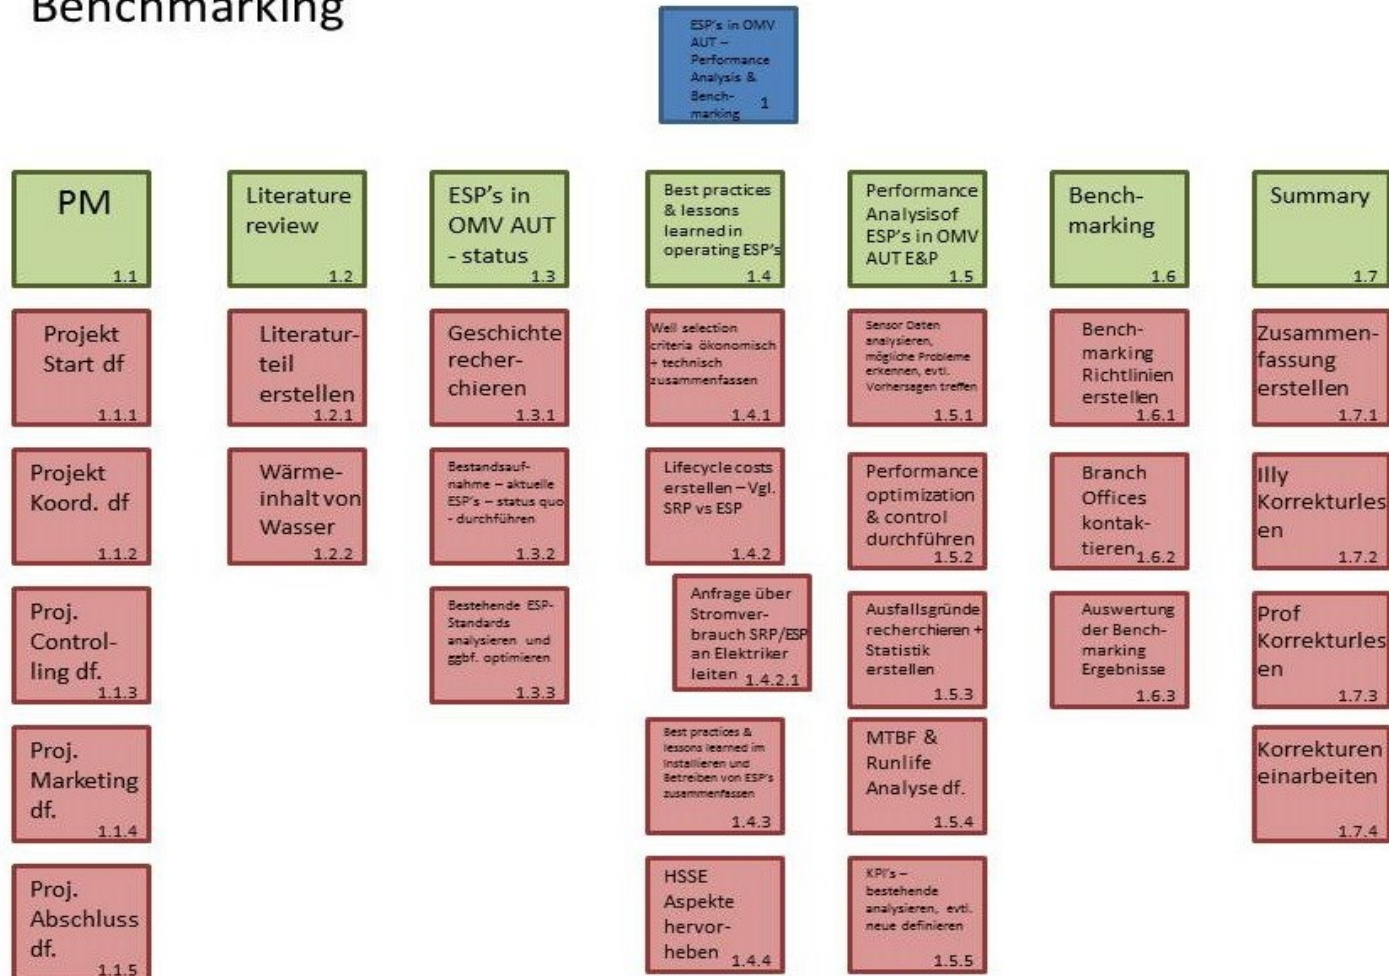 Benchmarking
ESP's in OMV
AUT –
Performance
Analysis &
Bench-
marking
1
PM
1.1
Literature
review
1.2
ESP's in
OMV AUT
- status
1.3
Best practices
& lessons
learned in
operating ESP's
1.4
Performance
Analysisof
ESP's in OMV
AUT E&P
1.5
Bench-
marking
1.6
Summary
1.7
Projekt
Start df
1.1.1
Literatur-
teil
erstellen
1.2.1
Geschichte
recher-
chieren
1.3.1
Well selection
criteria ökonomisch
+ technisch
zusammenfassen
1.4.1
Sensor Daten
analysieren,
mögliche Probleme
erkennen, evtl.
Vorhersagen treffen
1.5.1
Bench-
marking
Richtlinien
erstellen
1.6.1
Zusammen-
fassung
erstellen
1.7.1
Projekt
Koord. df
1.1.2
Wärme-
inhalt von
Wasser
1.2.2
Bestandsauf-
nahme – aktuelle
ESP's – status quo
- durchführen
1.3.2
Lifecycle costs
erstellen – Vgl.
SRP vs ESP
1.4.2
Performance
optimization
& control
durchführen
1.5.2
Branch
Offices
kontak-
tieren
1.6.2
Illy
Korrekturles
en
1.7.2
Proj.
Control-
ling df.
1.1.3
Bestehende ESP-
Standards
analysieren und
ggbf. optimieren
1.3.3
Anfrage über
Stromver-
brauch SRP/ESP
an Elektriker
leiten
1.4.2.1
Ausfallsgründe
recherchieren +
Statistik
erstellen
1.5.3
Auswertung
der Bench-
marking
Ergebnisse
1.6.3
Prof
Korrekturles
en
1.7.3
Proj.
Marketing
df.
1.1.4
Best practices &
lessons learned im
Installieren und
Betreiben von ESP's
zusammenfassen
1.4.3
MTBF &
Runlife
Analyse df.
1.5.4
Korrekturen
einarbeiten
1.7.4
Proj.
Abschluss
df.
1.1.5
HSSE
Aspekte
hervor-
heben
1.4.4
KPI's –
bestehende
analysieren, evtl.
neue definieren
1.5.5